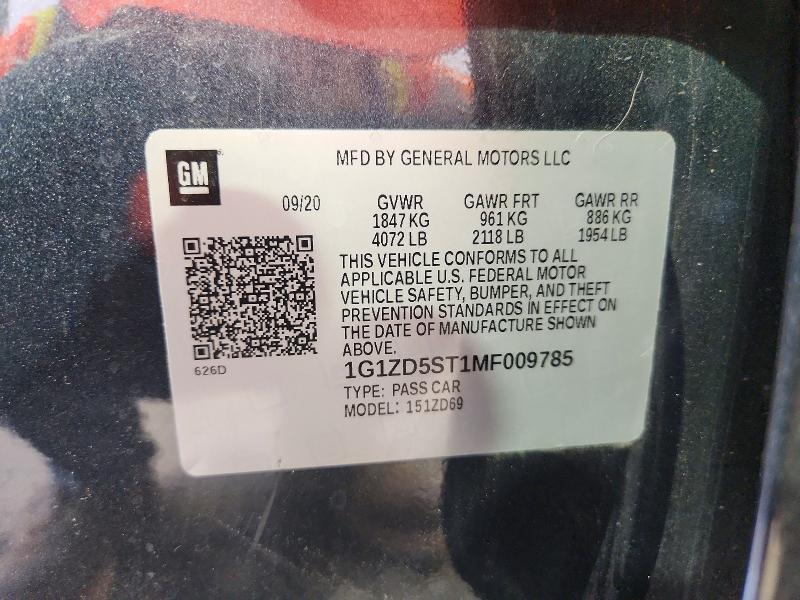 GM
MFD BY GENERAL MOTORS LLC
09/20 GVWR GAWR FRT GAWR RR
1847 KG 961 KG 886 KG
4072 LB 2118 LB 1954 LB
THIS VEHICLE CONFORMS TO ALL
APPLICABLE U.S. FEDERAL MOTOR
VEHICLE SAFETY, BUMPER, AND THEFT
PREVENTION STANDARDS IN EFFECT ON
THE DATE OF MANUFACTURE SHOWN
ABOVE.
626D
1G1ZD5ST1MF009785
TYPE: PASS CAR
MODEL: 151ZD69